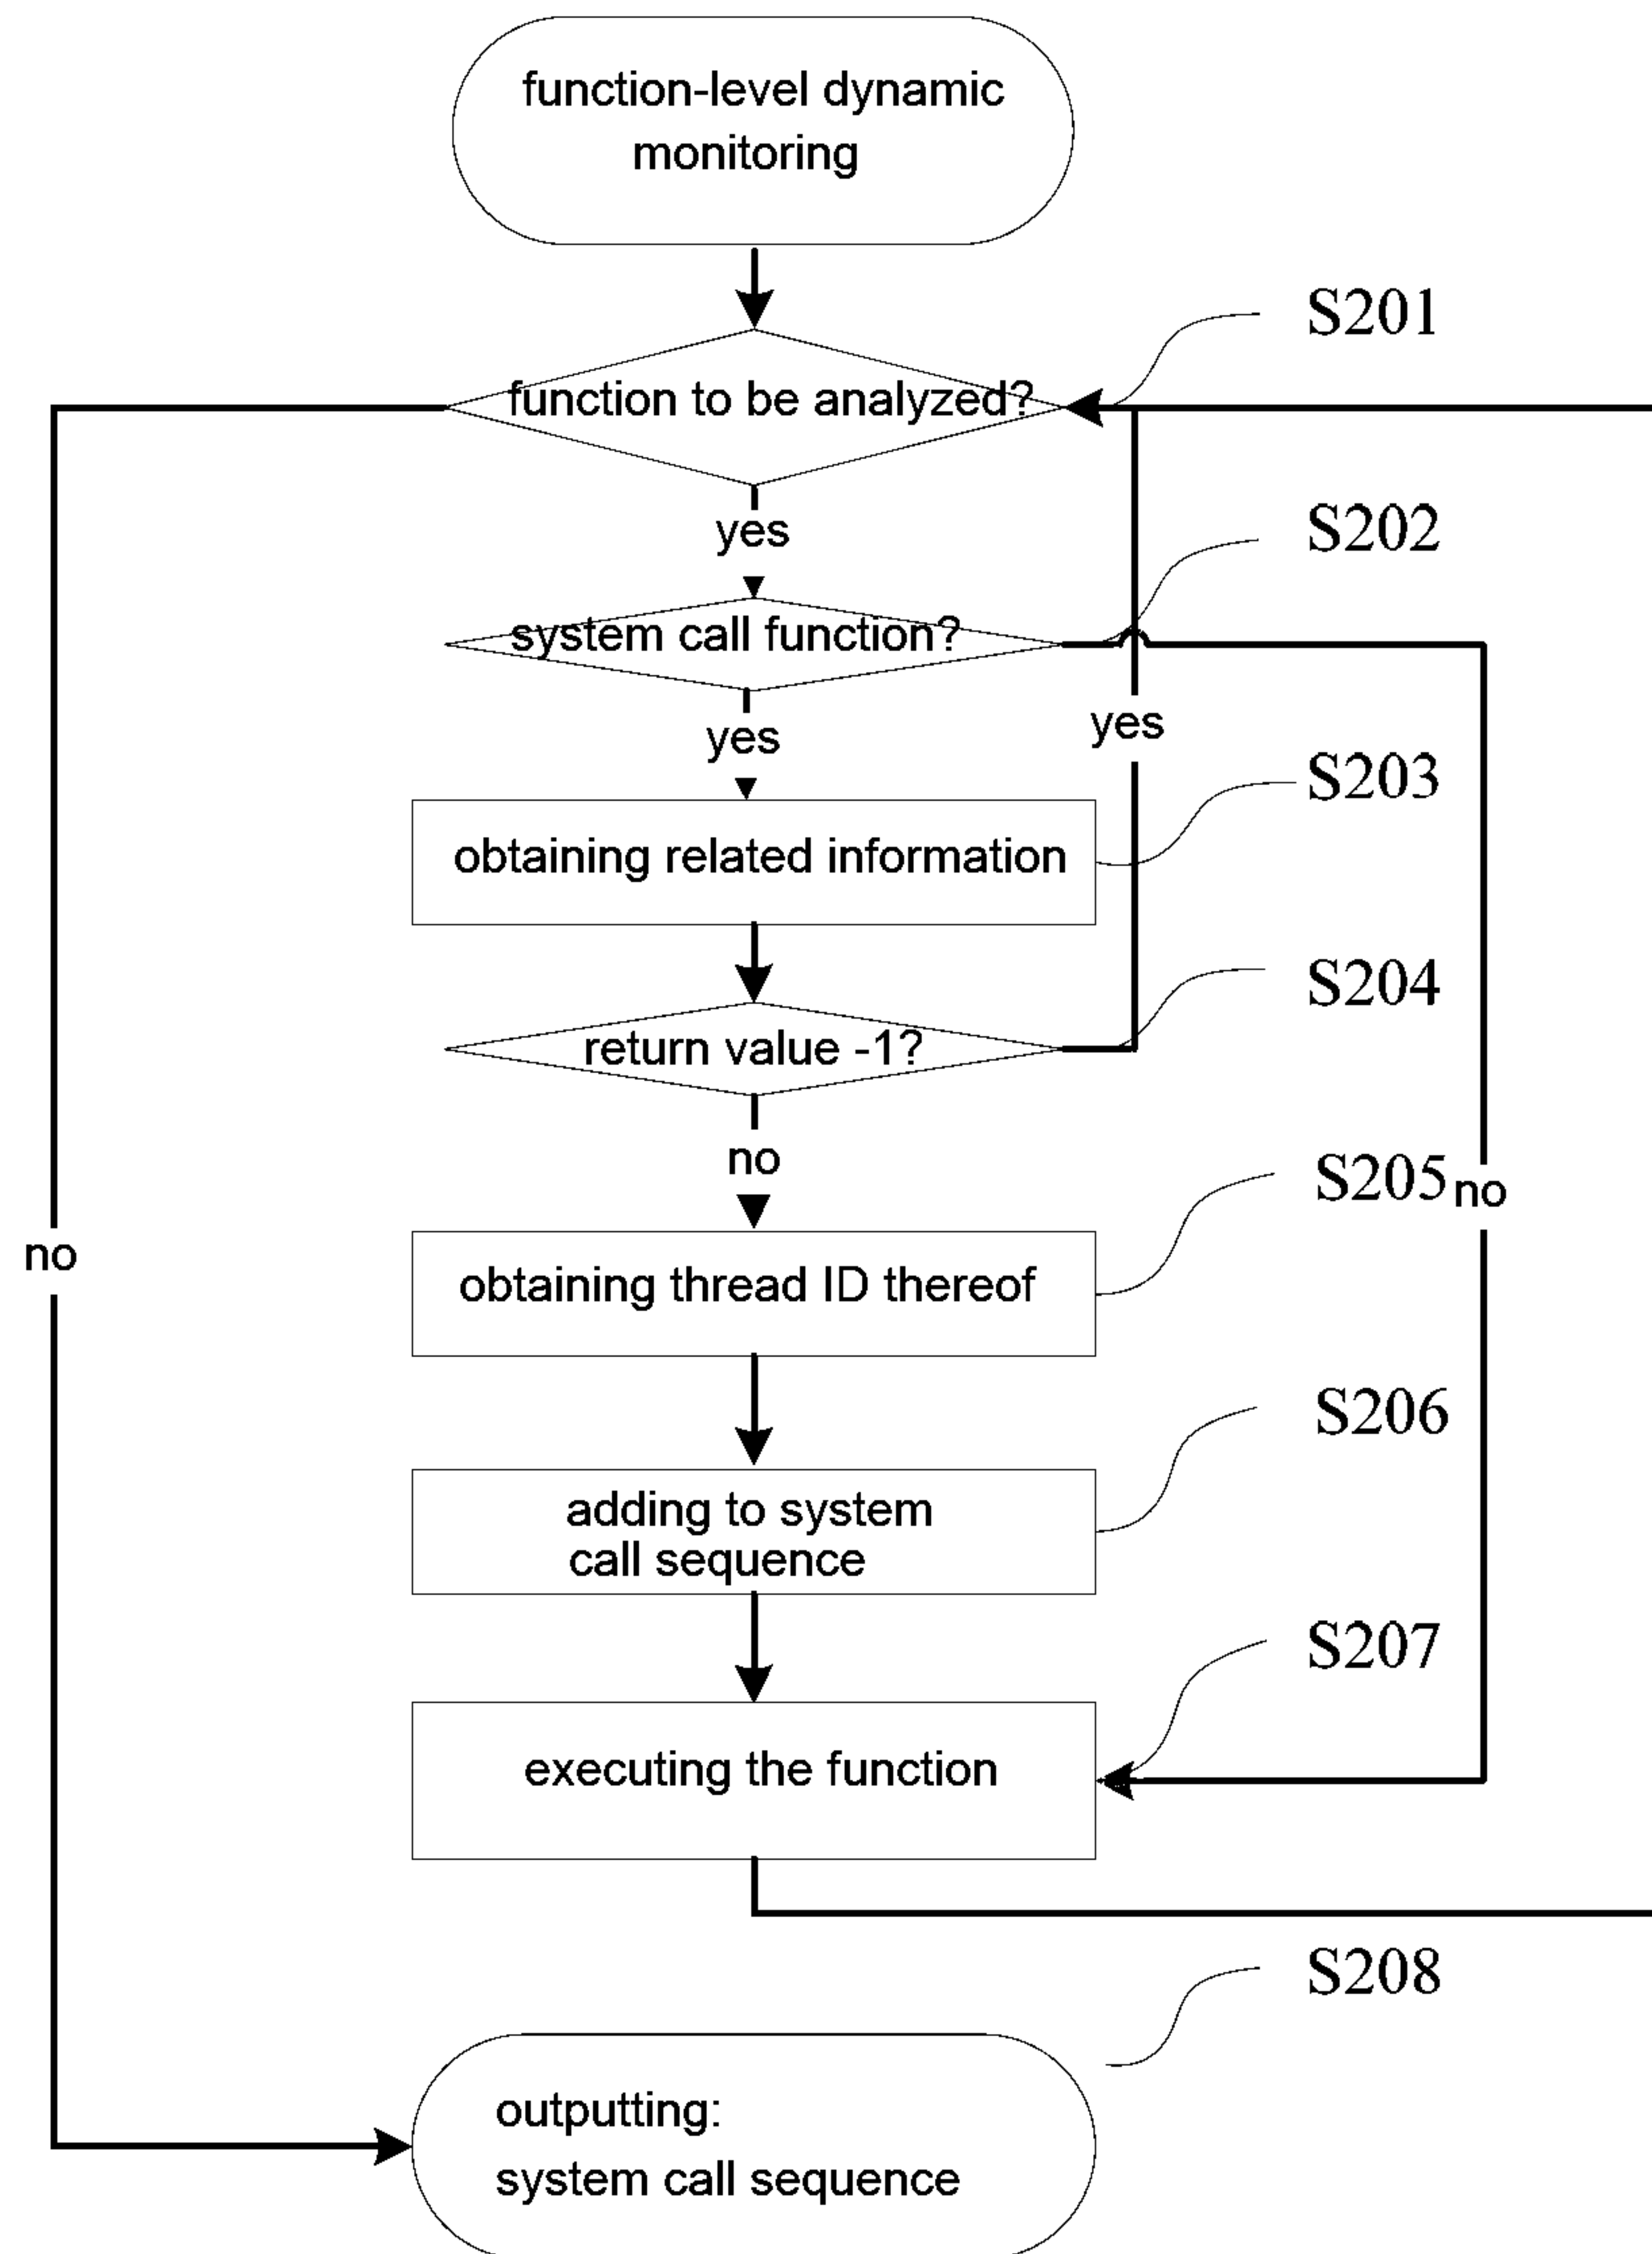 function-level dynamic
monitoring
S201
function to be analyzed?
yes
S202
system call function?
yes
yes
S203
obtaining related information
S204
return value -1?
no
S205
no
no
obtaining thread ID thereof
S206
adding to system
call sequence
S207
executing the function
S208
outputting:
system call sequence